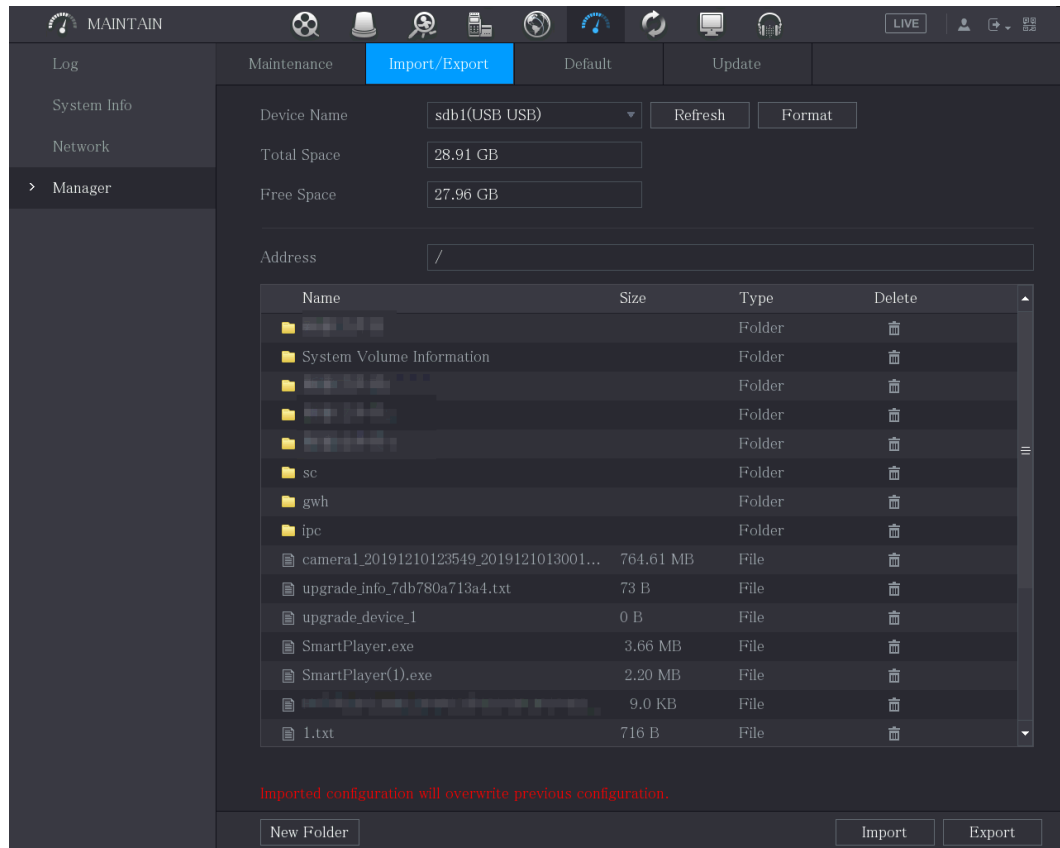 MAINTAIN LIVE
Log
System Info
Network
Manager
Maintenance Import/Export Default Update
Device Name sdb1(USB USB) Refresh Format
Total Space 28.91 GB
Free Space 27.96 GB
Address /
Name Size Type Delete
Folder
System Volume Information Folder
Folder
Folder
Folder
sc Folder
gwh Folder
ipc Folder
camera1_20191210123549_2019121013001... 764.61 MB File
upgrade_info_7db780a713a4.txt 73 B File
upgrade_device_1 0 B File
SmartPlayer.exe 3.66 MB File
SmartPlayer(1).exe 2.20 MB File
9.0 KB File
1.txt 716 B File
Imported configuration will overwrite previous configuration.
New Folder Import Export